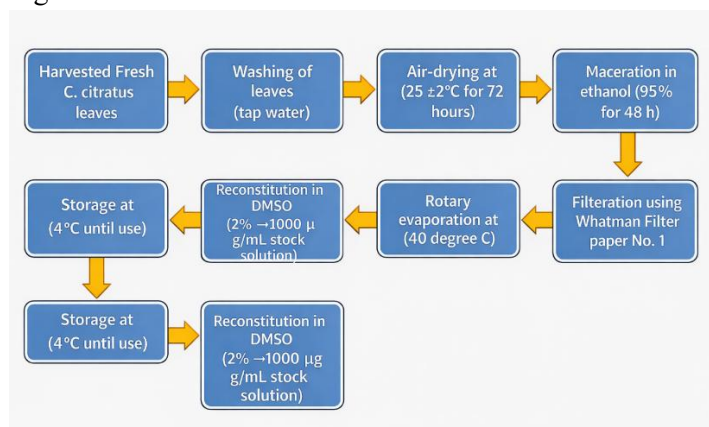 Harvested Fresh
C. citratus
leaves
Washing of
leaves
(tap water)
Air-drying at
(25 ±2°C for 72
hours)
Maceration in
ethanol (95%
for 48 h)
Filteration using
Whatman Filter
paper No. 1
Rotary
evaporation at
(40 degree C)
Reconstitution in
DMSO
(2% →1000 µ
g/mL stock
solution)
Storage at
(4°C until use)
Storage at
(4°C until use)
Reconstitution in
DMSO
(2% →1000 µg
g/mL stock
solution)